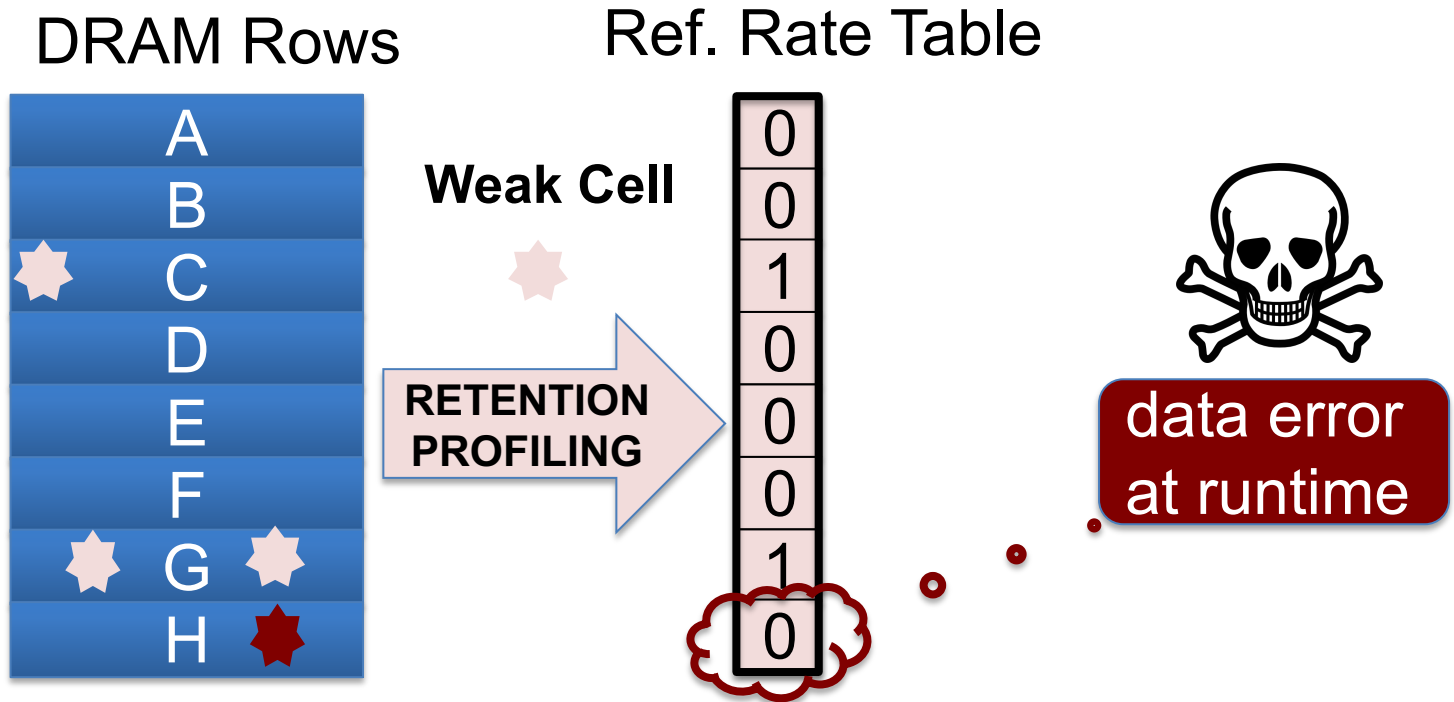 DRAM Rows
Ref. Rate Table
A
B
C
D
E
F
G
H
Weak Cell
RETENTION
PROFILING
0
0
1
0
0
0
1
0
data error
at runtime